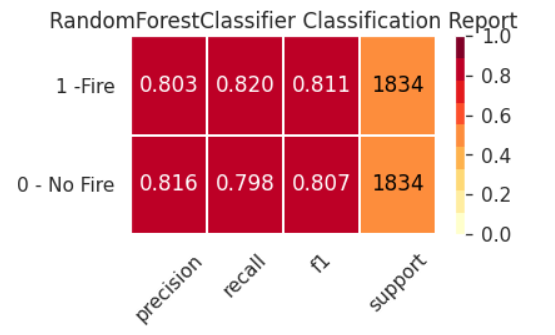 RandomForestClassifier Classification Report
1 -Fire 0.803 0.820 0.811 1834
0 - No Fire 0.816 0.798 0.807 1834
precision recall f1 support
1.0
0.8
0.6
0.4
0.2
0.0